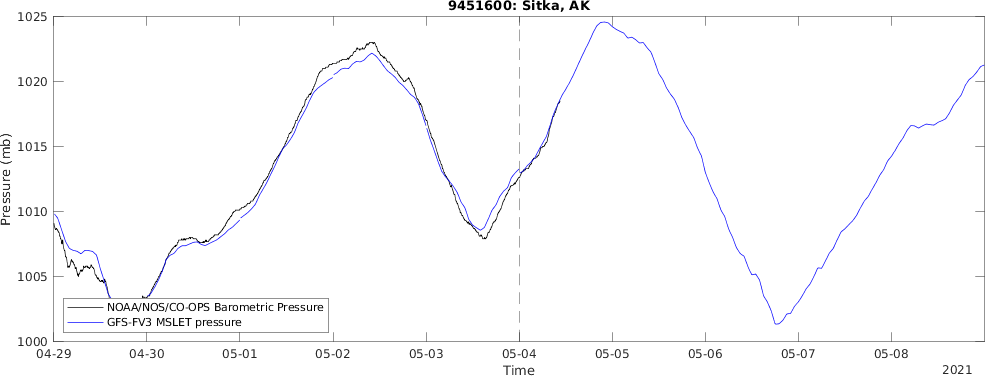 9451600: Sitka, AK
Pressure (mb)
1025
1020
1015
1010
1005
1000
NOAA/NOS/CO-OPS Barometric Pressure
GFS-FV3 MSLET pressure
04-29 04-30 05-01 05-02 05-03 05-04 05-05 05-06 05-07 05-08
Time
2021